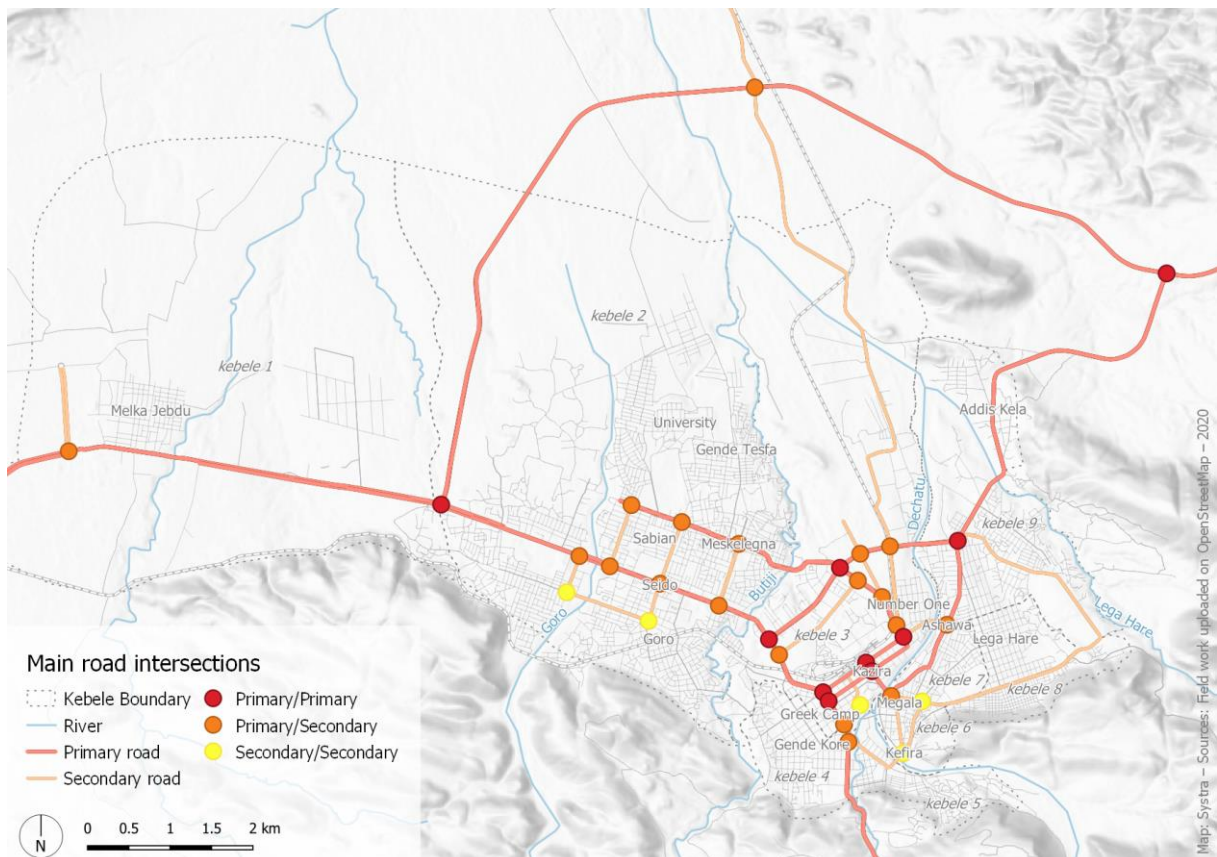 kebele 2
kebele 1
Melka Jebdu
University
Gende Tesfa
Addis Kela
Dechatu
kebele 9
Sabian
Meskelegna
Seido
Butiji
Goro
Goro
kebele 3
Number One
Ashawa
Lega Hare
Lega Hare
Kazira
kebele 7
kebele 8
Megala
Greek Camp
kebele 6
Gende Kore
Kefira
kebele 4
kebele 5
Main road intersections
Kebele Boundary
River
Primary road
Secondary road
Primary/Primary
Primary/Secondary
Secondary/Secondary
N
0 0.5 1 1.5 2 km
Map: Systra – Sources: Field work uploaded on OpenStreetMap – 2020